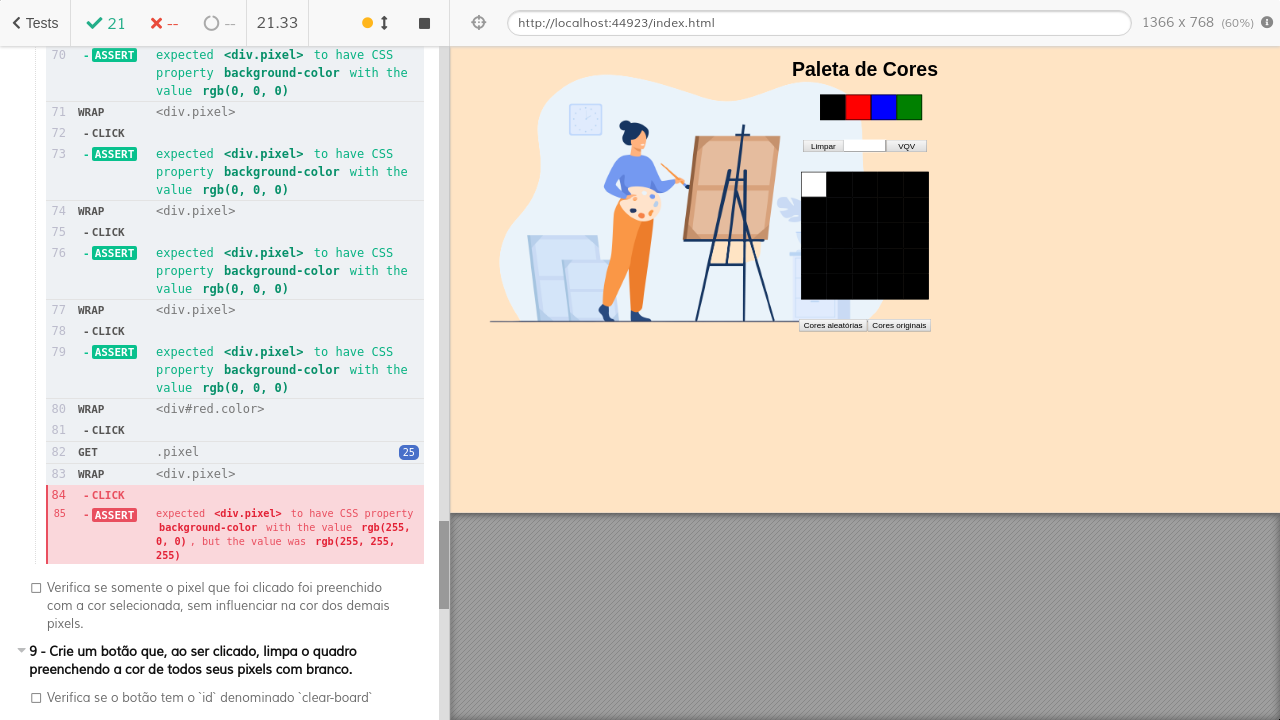 Tests
21
--
--
21.33
http://localhost:44923/index.html
1366 x 768 (60%)
70 - ASSERT expected <div.pixel> to have CSS
property background-color with the
value rgb(0, 0, 0)
71 WRAP <div.pixel>
72 - CLICK
73 - ASSERT expected <div.pixel> to have CSS
property background-color with the
value rgb(0, 0, 0)
74 WRAP <div.pixel>
75 - CLICK
76 - ASSERT expected <div.pixel> to have CSS
property background-color with the
value rgb(0, 0, 0)
77 WRAP <div.pixel>
78 - CLICK
79 - ASSERT expected <div.pixel> to have CSS
property background-color with the
value rgb(0, 0, 0)
80 WRAP <div#red.color>
81 - CLICK
82 GET .pixel 25
83 WRAP <div.pixel>
84 - CLICK
85 - ASSERT expected <div.pixel> to have CSS property
background-color with the value rgb(255,
0, 0) , but the value was rgb(255, 255,
255)
Verifica se somente o pixel que foi clicado foi preenchido
com a cor selecionada, sem influenciar na cor dos demais
pixels.
9 - Crie um botão que, ao ser clicado, limpa o quadro
preenchendo a cor de todos seus pixels com branco.
Verifica se o botão tem o `id` denominado `clear-board`
Paleta de Cores
Limpar
VQV
Cores aleatórias
Cores originais